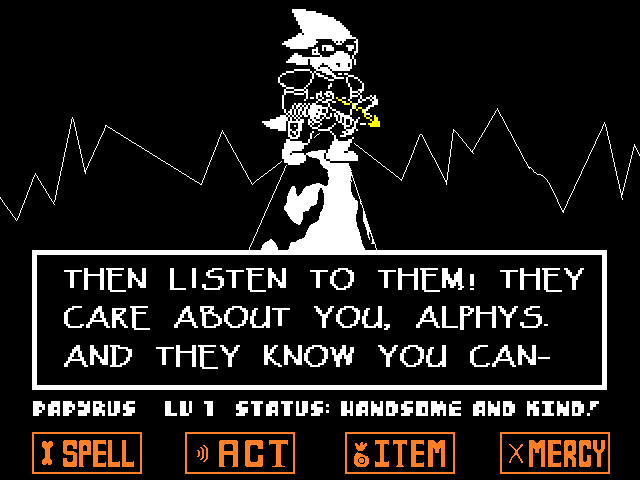 THEN LISTEN TO THEM! THEY
CARE ABOUT YOU, ALPHYS.
AND THEY KNOW YOU CAN-
PAPYRUS LV 1 STATUS: HANDSOME AND KIND!
SPELL ACT ITEM MERCY